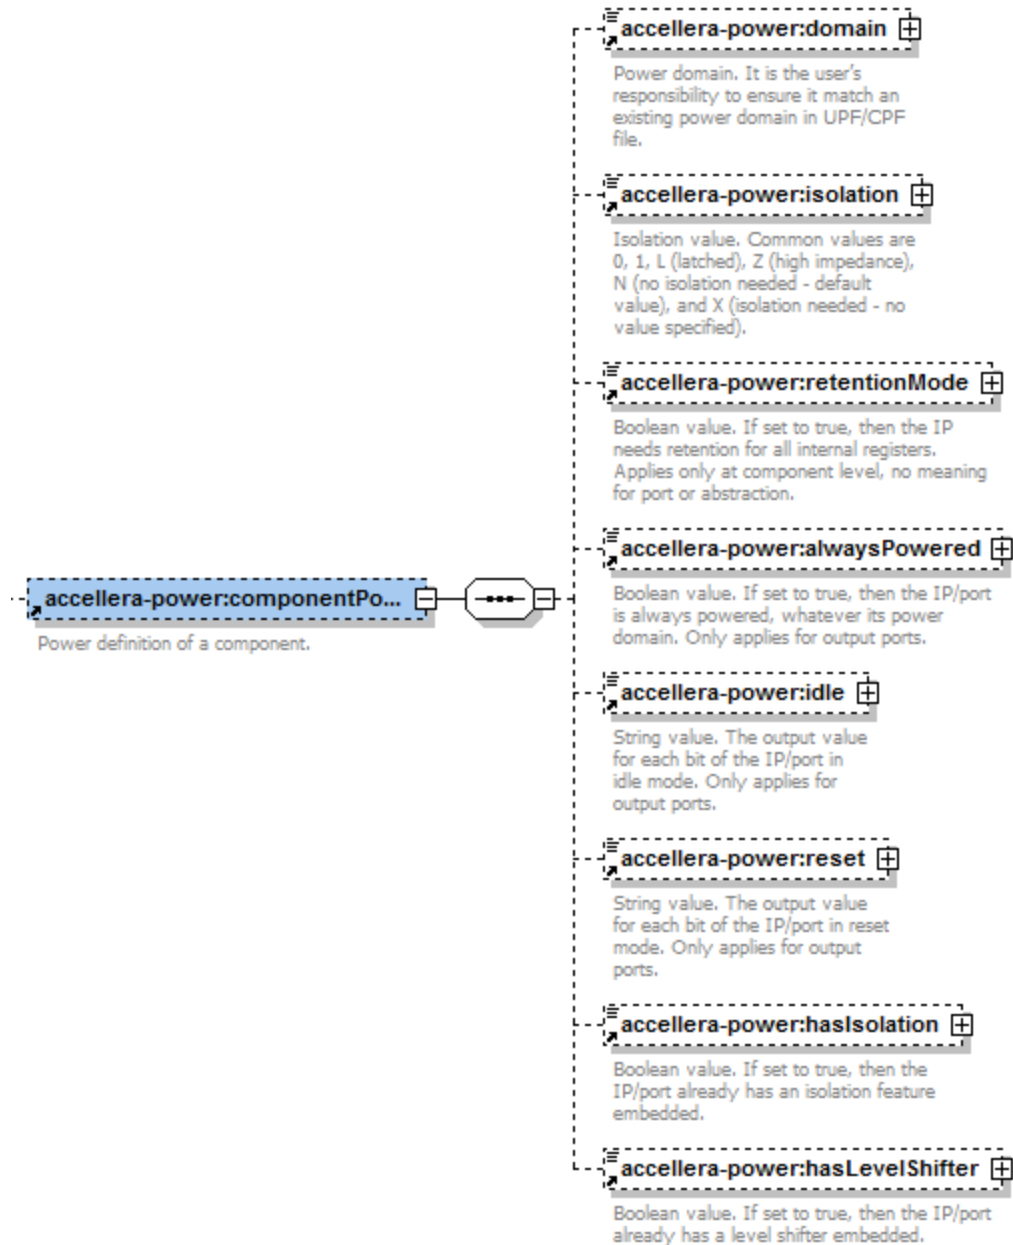 accellera-power:domain
Power domain. It is the user's
responsibility to ensure it match an
existing power domain in UPF/CPF
file.
accellera-power:isolation
Isolation value. Common values are
0, 1, L (latched), Z (high impedance),
N (no isolation needed - default
value), and X (isolation needed - no
value specified).
accellera-power:retentionMode
Boolean value. If set to true, then the IP
needs retention for all internal registers.
Applies only at component level, no meaning
for port or abstraction.
accellera-power:alwaysPowered
Boolean value. If set to true, then the IP/port
is always powered, whatever its power
domain. Only applies for output ports.
accellera-power:componentPo...
Power definition of a component.
accellera-power:idle
String value. The output value
for each bit of the IP/port in
idle mode. Only applies for
output ports.
accellera-power:reset
String value. The output value
for each bit of the IP/port in reset
mode. Only applies for output
ports.
accellera-power:hasIsolation
Boolean value. If set to true, then the
IP/port already has an isolation feature
embedded.
accellera-power:hasLevelShifter
Boolean value. If set to true, then the IP/port
already has a level shifter embedded.